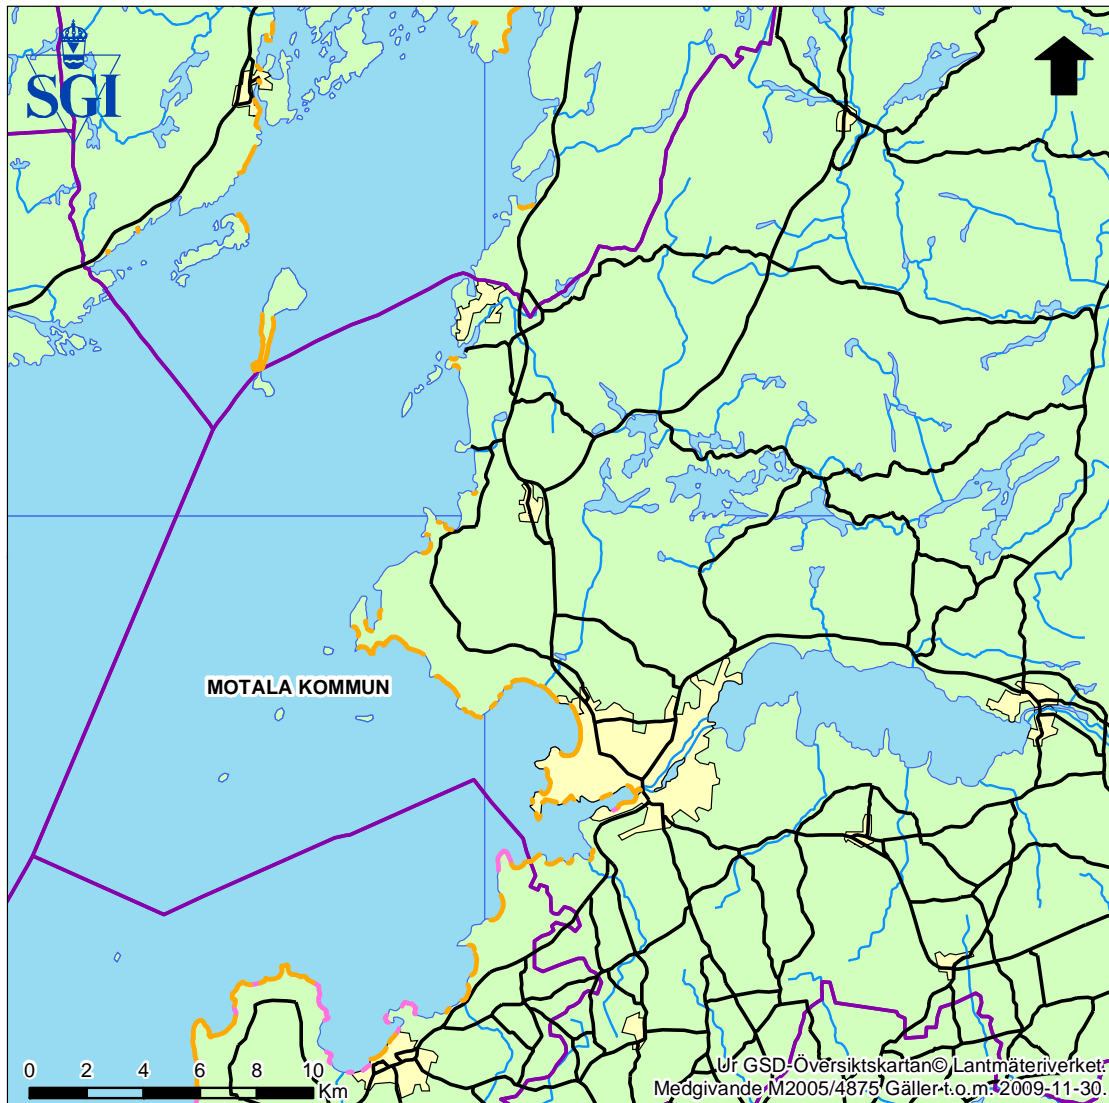 SGI
MOTALA KOMMUN
0 2 4 6 8 10
Km
Ur GSD-Översiktskartan© Lantmäteriverket.
Medgivande M2005/4875 Gäller t.o.m. 2009-11-30.